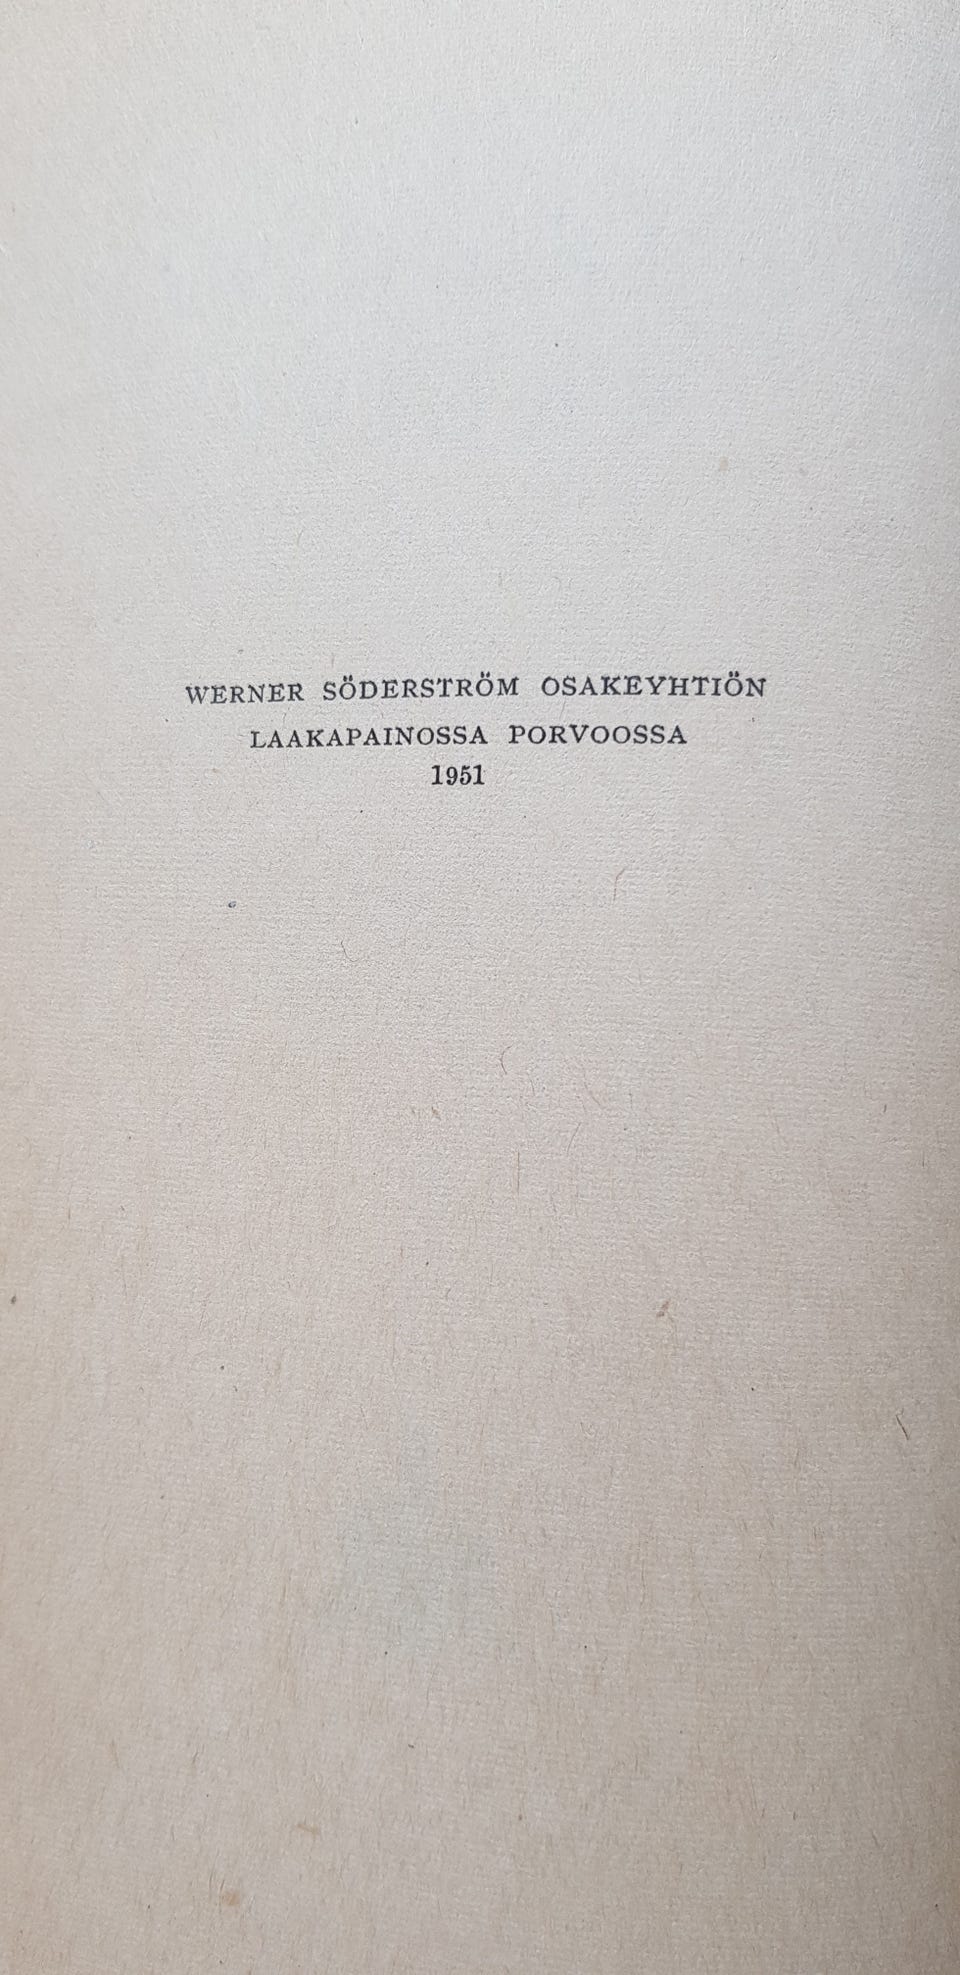 WERNER SÖDERSTRÖM OSAKEYHTIÖN
LAAKAPAINOSSA PORVOOSSA
1951